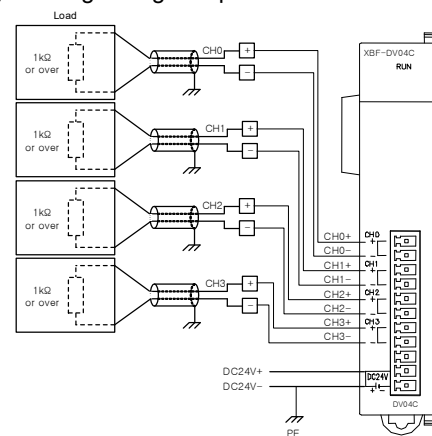 Load
1kΩ
or over
CH0
+
−
XBF-DV04C
RUN
1kΩ
or over
CH1
+
−
1kΩ
or over
CH2
+
−
1kΩ
or over
CH3
+
−
CH0+
CH0−
CH1+
CH1−
CH2+
CH2−
CH3+
CH3−
CH0
+
−
CH1
+
−
CH2
+
−
CH3
+
−
DC24V+
DC24V−
DC24V
+ −
DV04C
PE